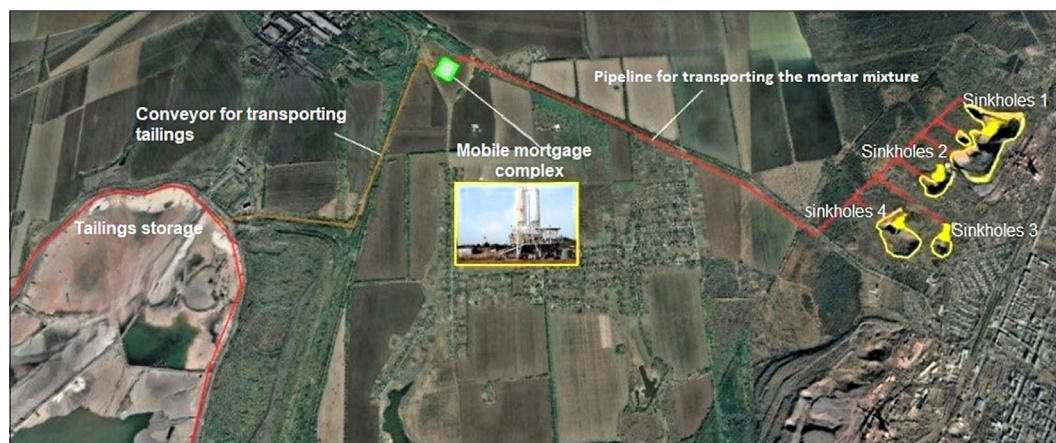 Pipeline for transporting the mortar mixture
Sinkholes 1
Conveyor for transporting
tailings
Mobile mortgage
complex
Sinkholes 2
Tailings storage
sinkholes 4
Sinkholes 3